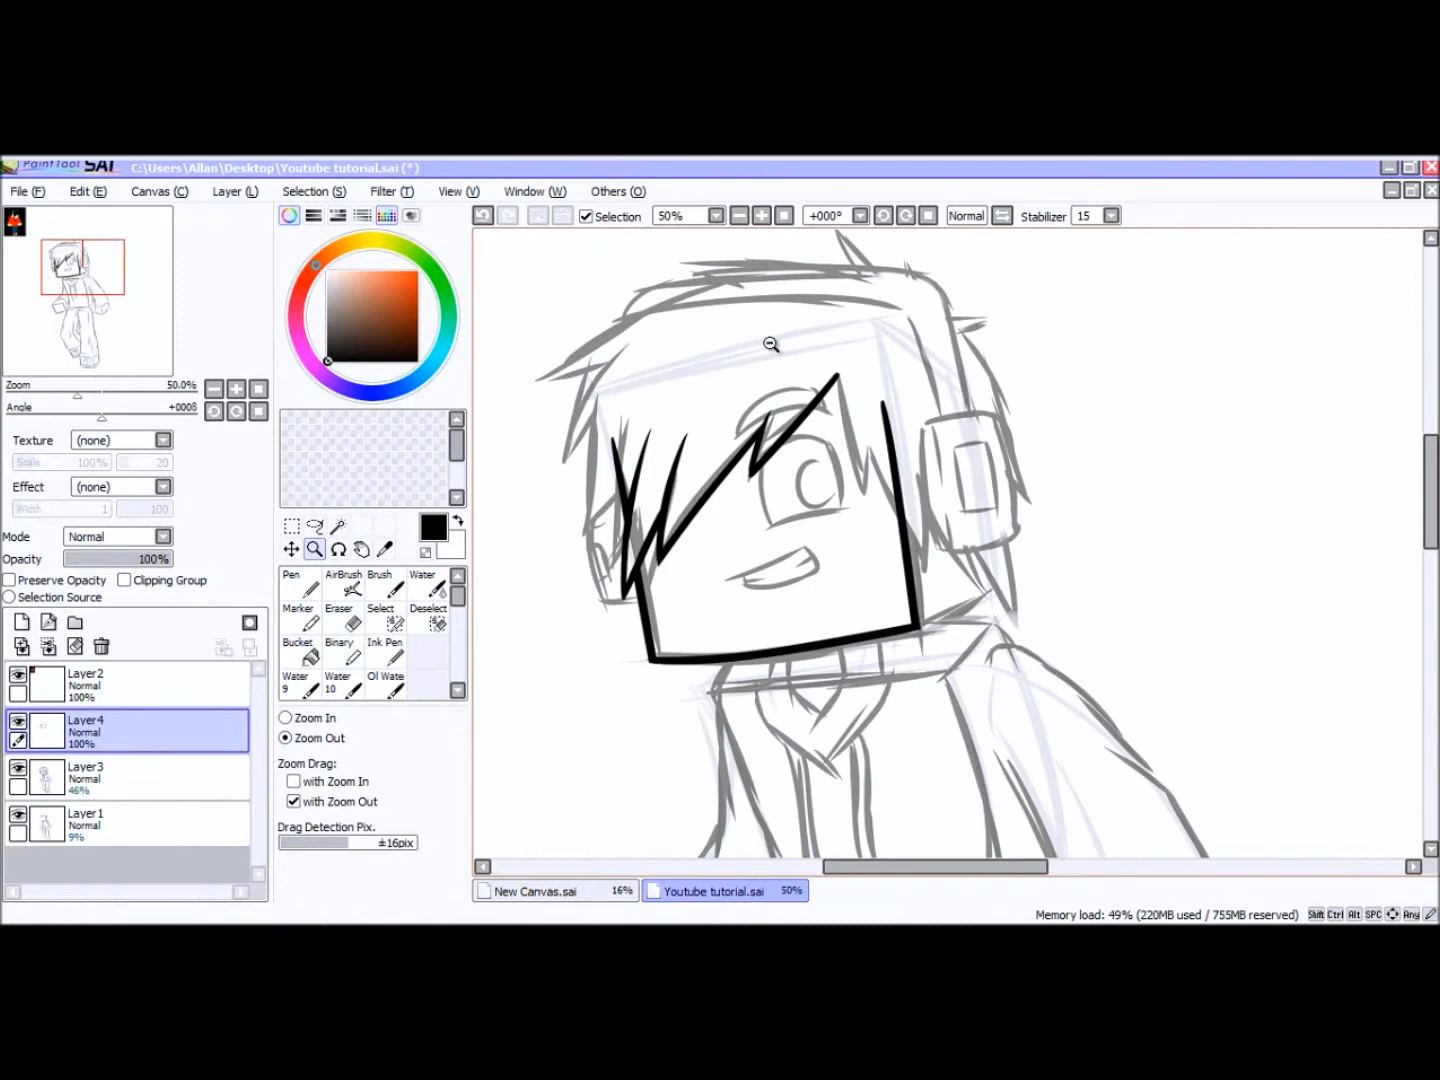 PaintTool SAI C:\Users\Allan\Desktop\Youtube tutorial.sai (*)
File (F) Edit (E) Canvas (C) Layer (L) Selection (S) Filter (T) View (V) Window (W) Others (O)
Selection 50% +000° Normal Stabilizer 15
Zoom 50.0%
Angle +000δ
Texture (none)
Scale 100% 20
Effect (none)
Width 1 100
Mode Normal
Opacity 100%
Preserve Opacity Clipping Group
Selection Source
Layer2
Normal
100%
Layer4
Normal
100%
Layer3
Normal
46%
Layer1
Normal
9%
Pen AirBrush Brush Water
Marker Eraser Select Deselect
Bucket Binary Ink Pen
Water 9 Water 10 Ol Wate
Zoom In
Zoom Out
Zoom Drag:
with Zoom In
with Zoom Out
Drag Detection Pix.
±16pix
New Canvas.sai 16% Youtube tutorial.sai 50%
Memory load: 49% (220MB used / 755MB reserved) Shift Ctrl Alt SPC Any